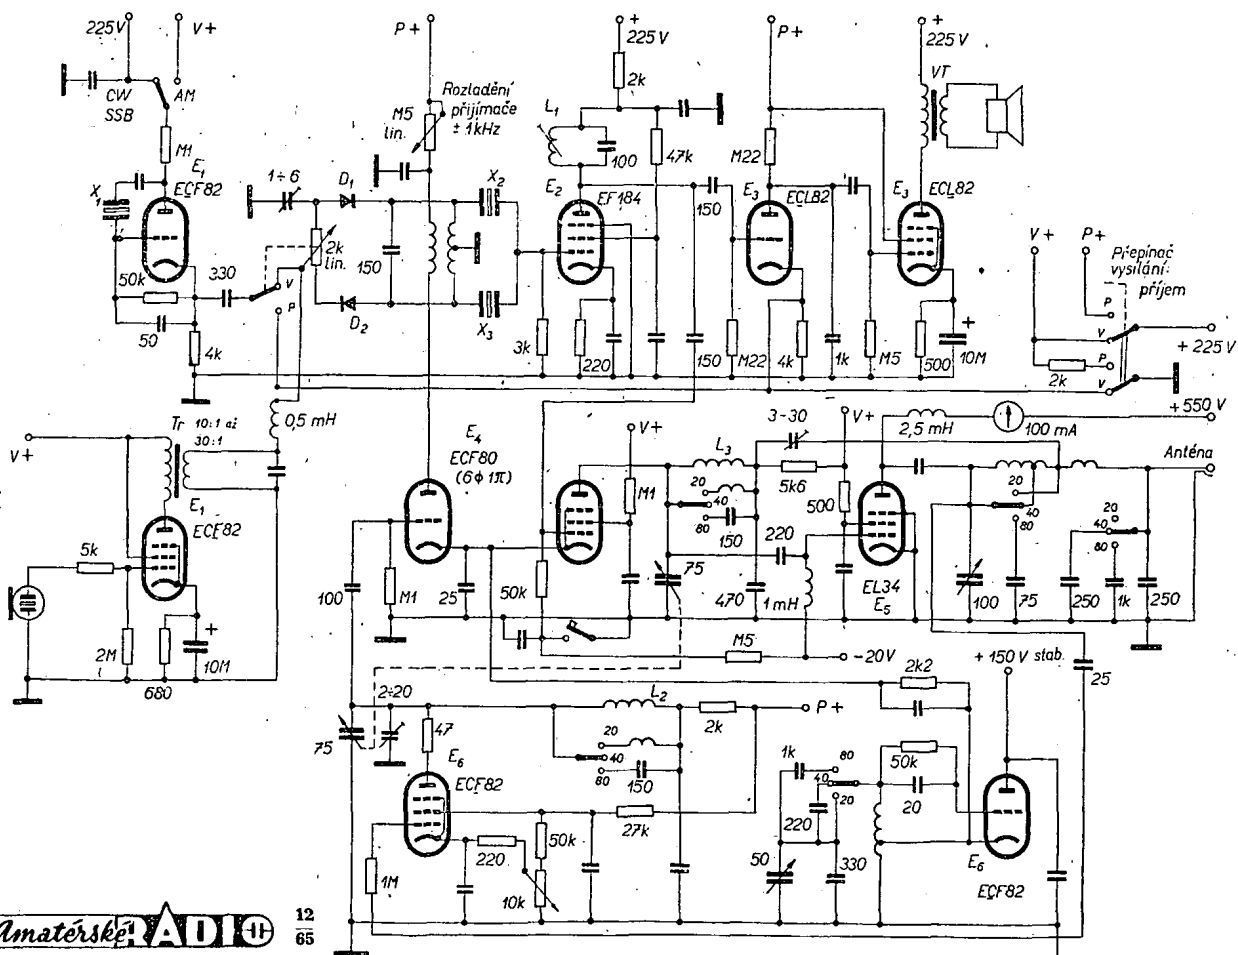 225V
V+
CW
SSB
AM
M1
E1
ECF82
X1
50k
50
330
4k
1÷6
D1
2k
lin.
D2
V
P
150
P+
M5
lin.
Rozladění
přijímače
± 1kHz
X2
X3
+
225V
2k
L1
100
47k
E2
EF184
3k
220
150
150
M22
P+
M22
E3
ECL82
4k
1k
M5
+
225V
VT
E3
ECL82
500
+
10M
V+
P+
Přepínač
vysílání:
příjem
P
V
P
V
2k
+ 225 V
+550 V
V+
Tr 10:1 až
30:1
0,5 mH
E1
ECF82
5k
2M
680
+
10M
E4
ECF80
(6ф1π)
100
M1
25
50k
V+
M1
L3
20
40
80
150
75
3-30
5k6
220
470
1mH
M5
-20V
V+
500
EL34
E5
2,5 mH
100 mA
20
40
80
100
75
20
40
80
250
1k
250
Anténa
25
+ 150 V stab.
2k2
75
2÷20
47
E6
ECF82
L2
20
40
80
150
2k
P+
27k
1M
220
50k
10k
1k
80
40
20
220
50
330
50k
20
E6
ECF82
Amatérské RADIO 12/65